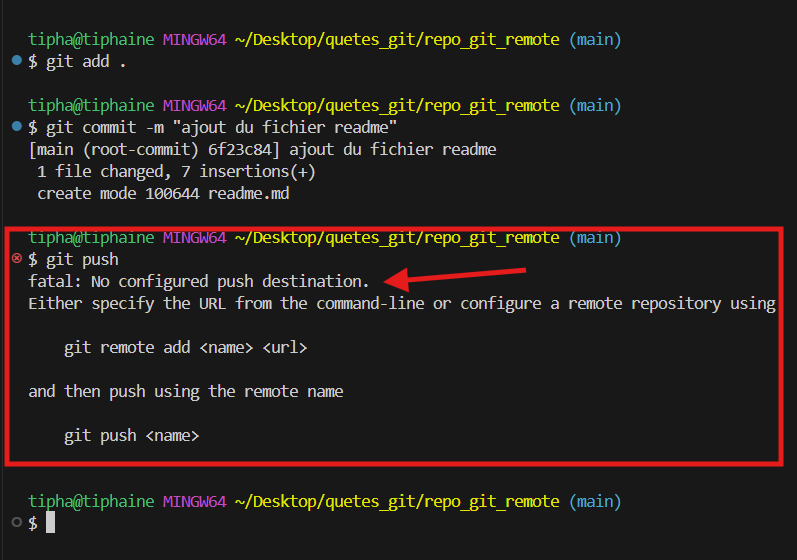 tipha@tiphaine MINGW64 ~/Desktop/quetes_git/repo_git_remote (main)
$ git add .
tipha@tiphaine MINGW64 ~/Desktop/quetes_git/repo_git_remote (main)
$ git commit -m "ajout du fichier readme"
[main (root-commit) 6f23c84] ajout du fichier readme
 1 file changed, 7 insertions(+)
 create mode 100644 readme.md
tipha@tiphaine MINGW64 ~/Desktop/quetes_git/repo_git_remote (main)
$ git push
fatal: No configured push destination.
Either specify the URL from the command-line or configure a remote repository using
    git remote add <name> <url>
and then push using the remote name
    git push <name>
tipha@tiphaine MINGW64 ~/Desktop/quetes_git/repo_git_remote (main)
$